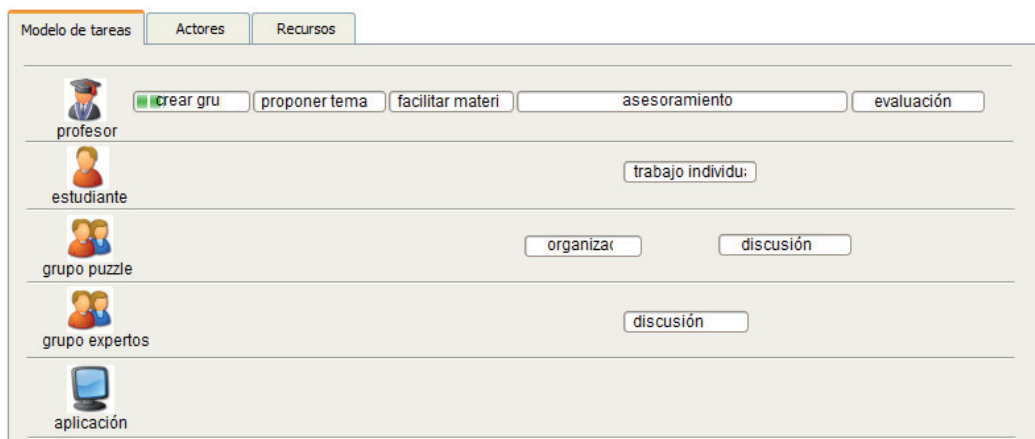 Modelo de tareas Actores Recursos
crear gru proponer tema facilitar materi asesoramiento evaluación
profesor
trabajo individu
estudiante
organiza discusión
grupo puzzle
discusión
grupo expertos
aplicación